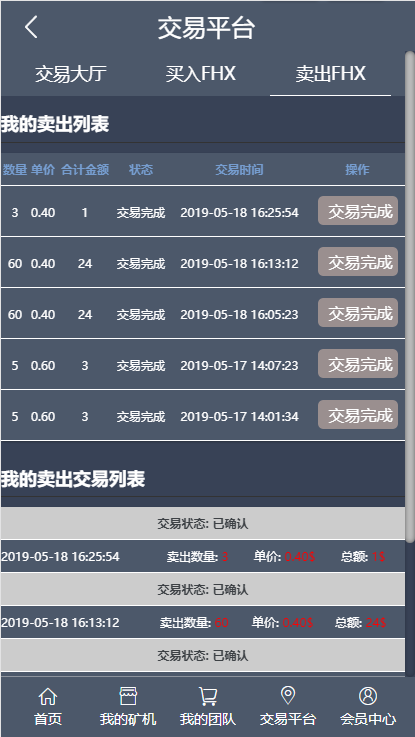 交易平台
交易大厅 买入FHX 卖出FHX
我的卖出列表
数量 单价 合计金额 状态 交易时间 操作
3 0.40 1 交易完成 2019-05-18 16:25:54 交易完成
60 0.40 24 交易完成 2019-05-18 16:13:12 交易完成
60 0.40 24 交易完成 2019-05-18 16:05:23 交易完成
5 0.60 3 交易完成 2019-05-17 14:07:23 交易完成
5 0.60 3 交易完成 2019-05-17 14:01:34 交易完成
我的卖出交易列表
交易状态: 已确认
2019-05-18 16:25:54 卖出数量: 3 单价: 0.40$ 总额: 1$
交易状态: 已确认
2019-05-18 16:13:12 卖出数量: 60 单价: 0.40$ 总额: 24$
交易状态: 已确认
首页 我的矿机 我的团队 交易平台 会员中心